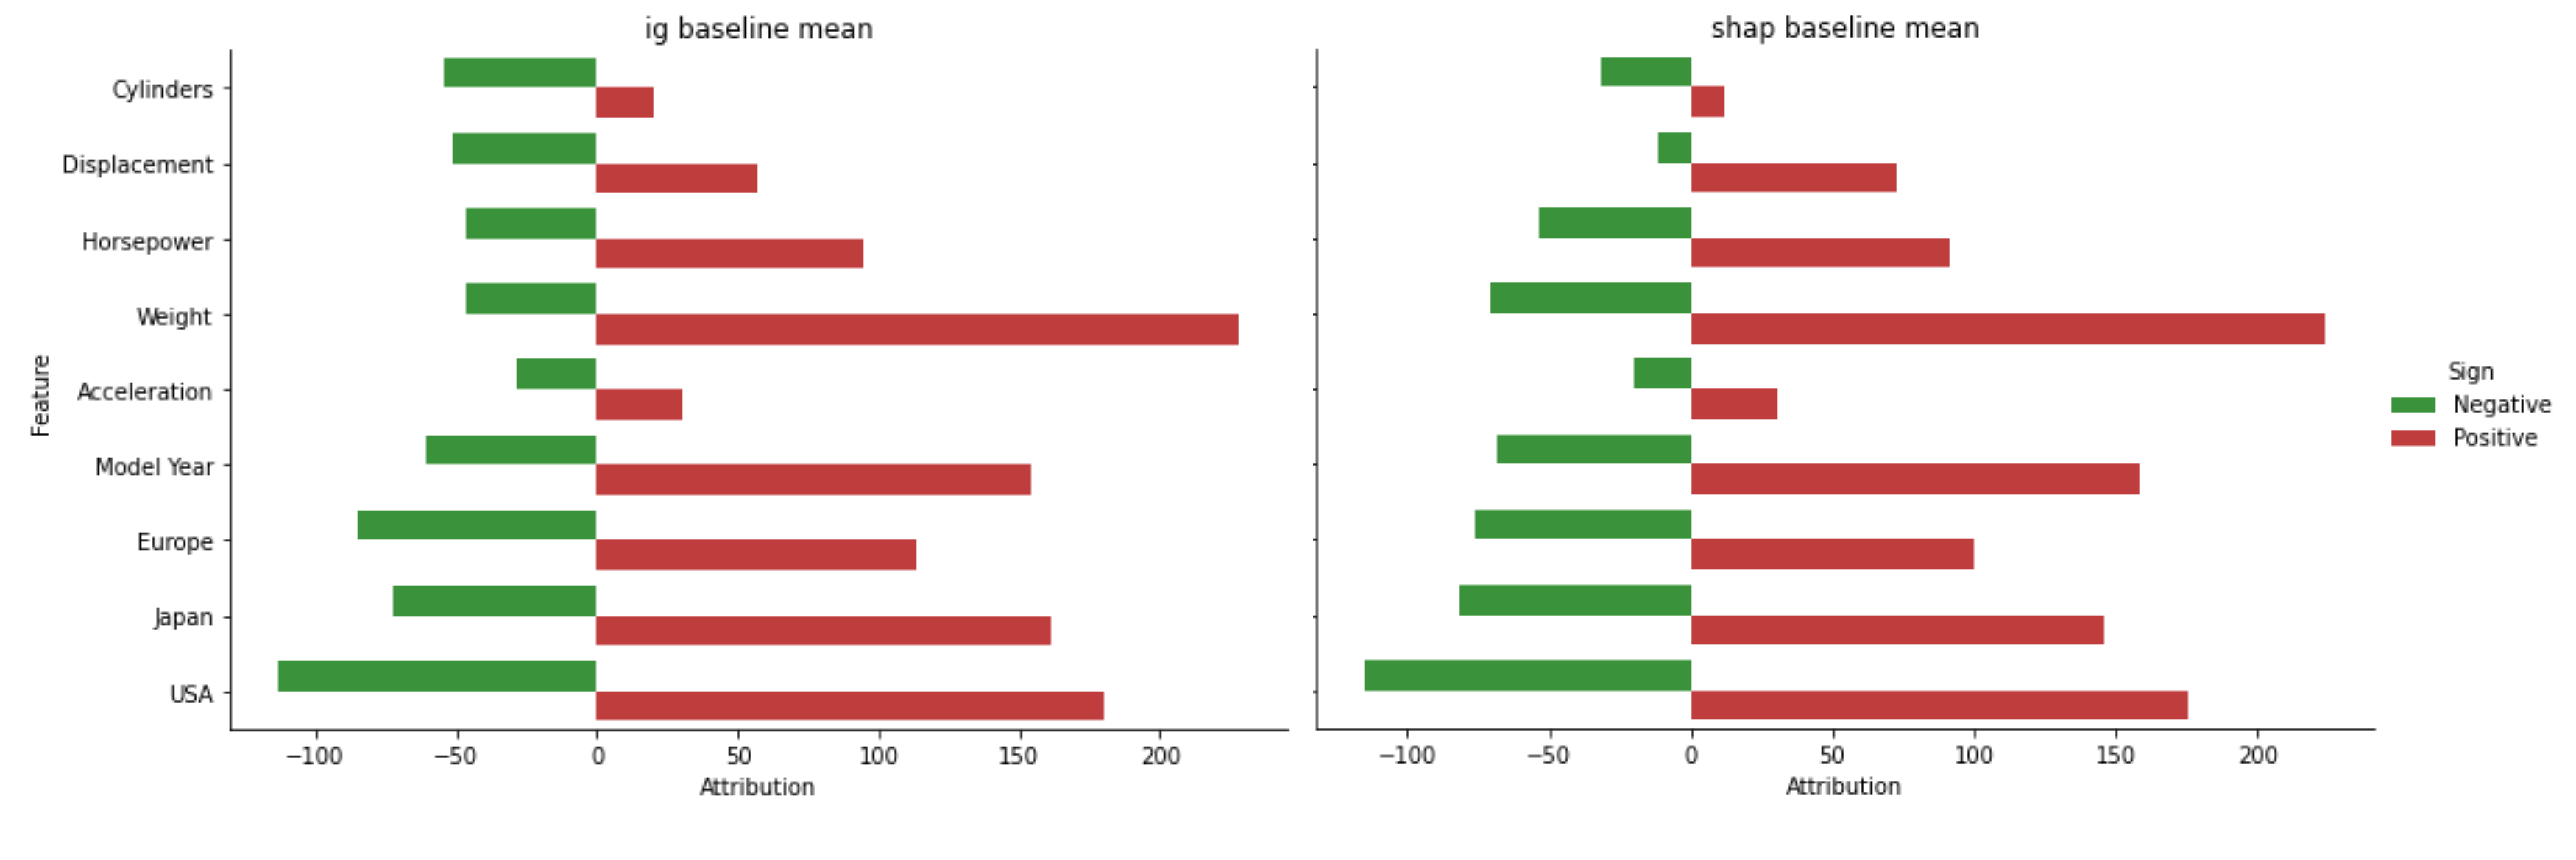 ig baseline mean
shap baseline mean
Feature
Cylinders
Displacement
Horsepower
Weight
Acceleration
Model Year
Europe
Japan
USA
−100 −50 0 50 100 150 200
Attribution
−100 −50 0 50 100 150 200
Attribution
Sign
Negative
Positive